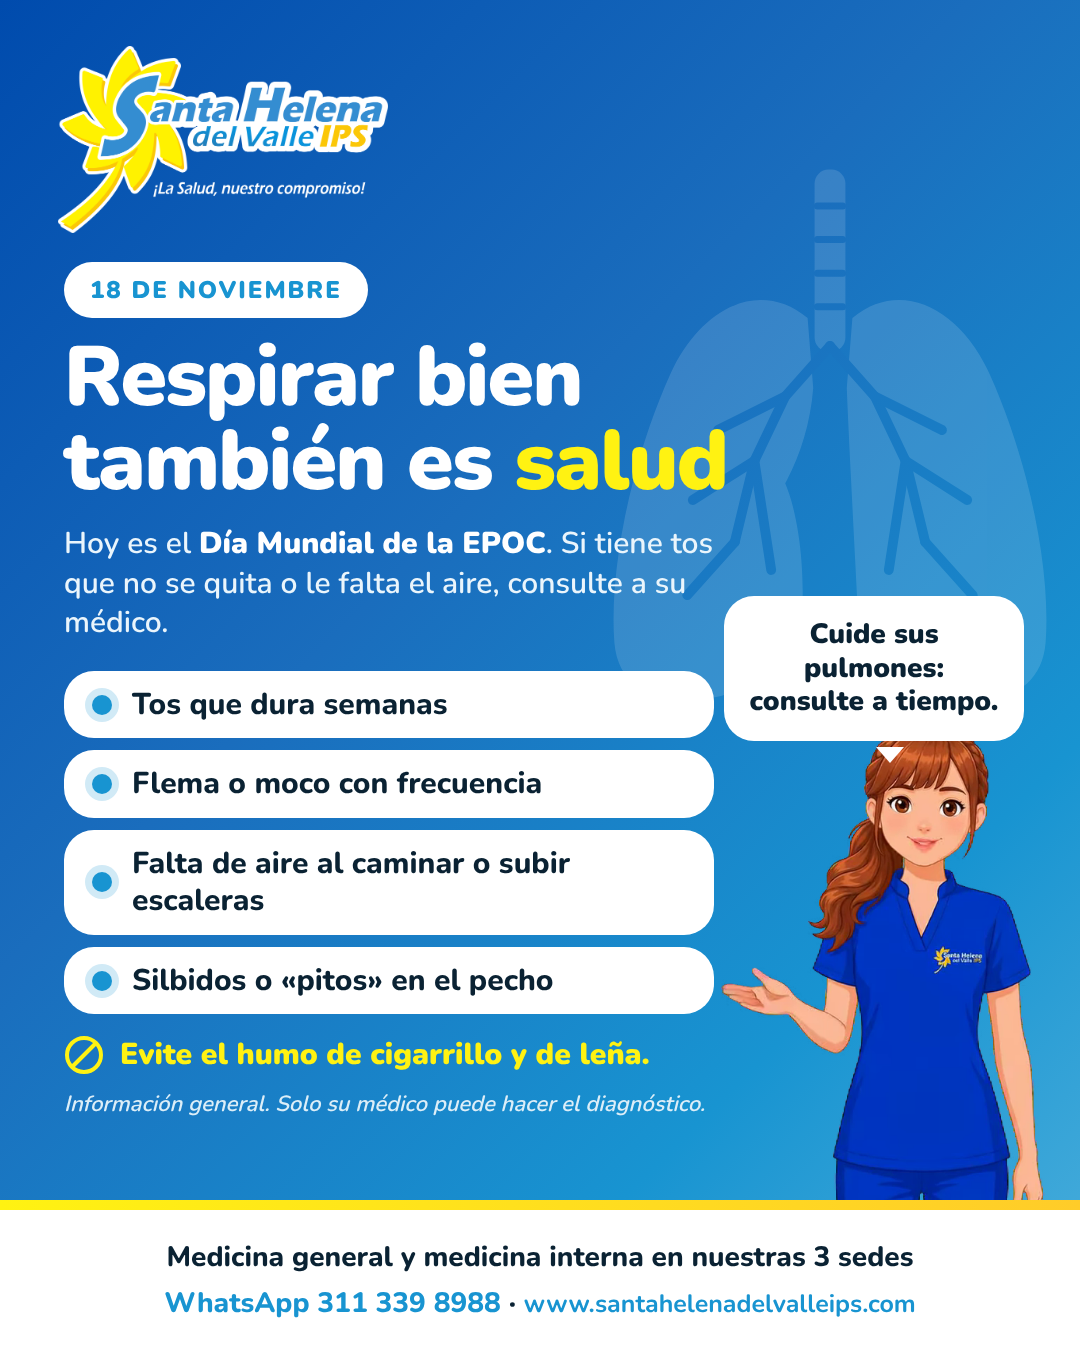 Santa Helena
del Valle IPS
¡La Salud, nuestro compromiso!
18 DE NOVIEMBRE
Respirar bien
también es salud
Hoy es el Día Mundial de la EPOC. Si tiene tos
que no se quita o le falta el aire, consulte a su
médico.
Cuide sus
pulmones:
consulte a tiempo.
Tos que dura semanas
Flema o moco con frecuencia
Falta de aire al caminar o subir
escaleras
Silbidos o «pitos» en el pecho
Santa Helena
del Valle IPS
Evite el humo de cigarrillo y de leña.
Información general. Solo su médico puede hacer el diagnóstico.
Medicina general y medicina interna en nuestras 3 sedes
WhatsApp 311 339 8988 · www.santahelenadelvalleips.com